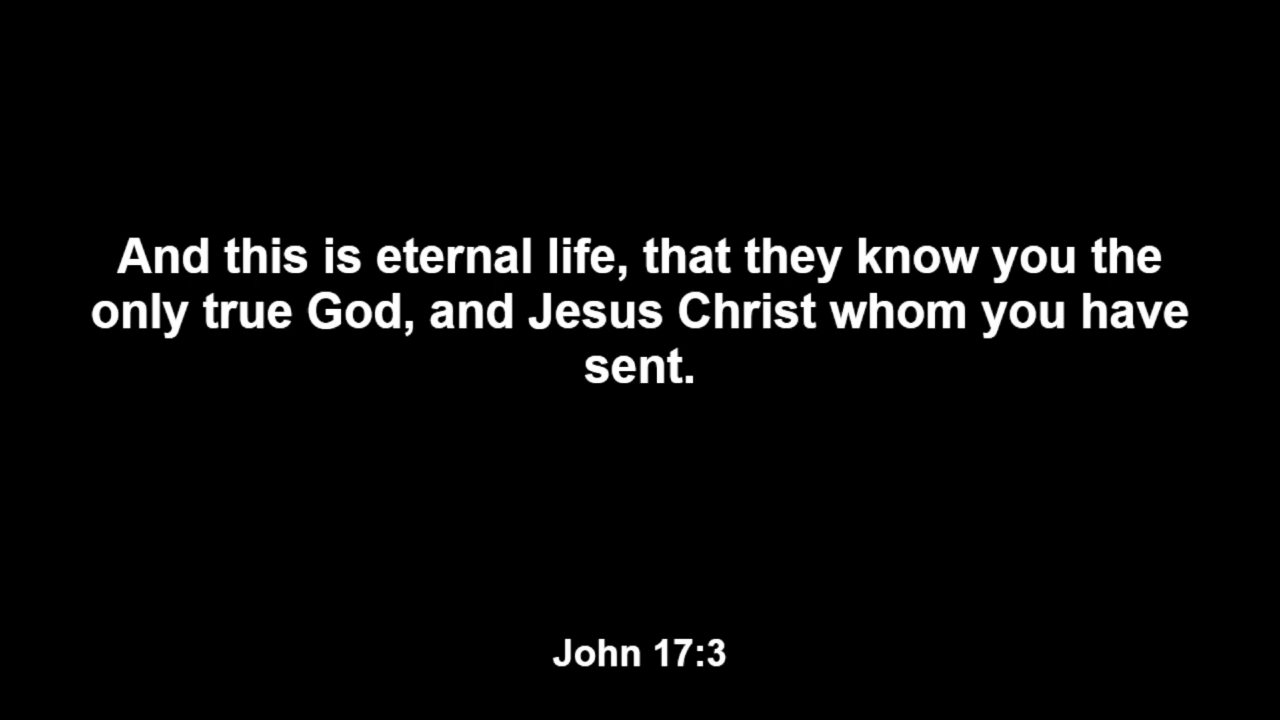 And this is eternal life, that they know you the
only true God, and Jesus Christ whom you have
sent.
John 17:3